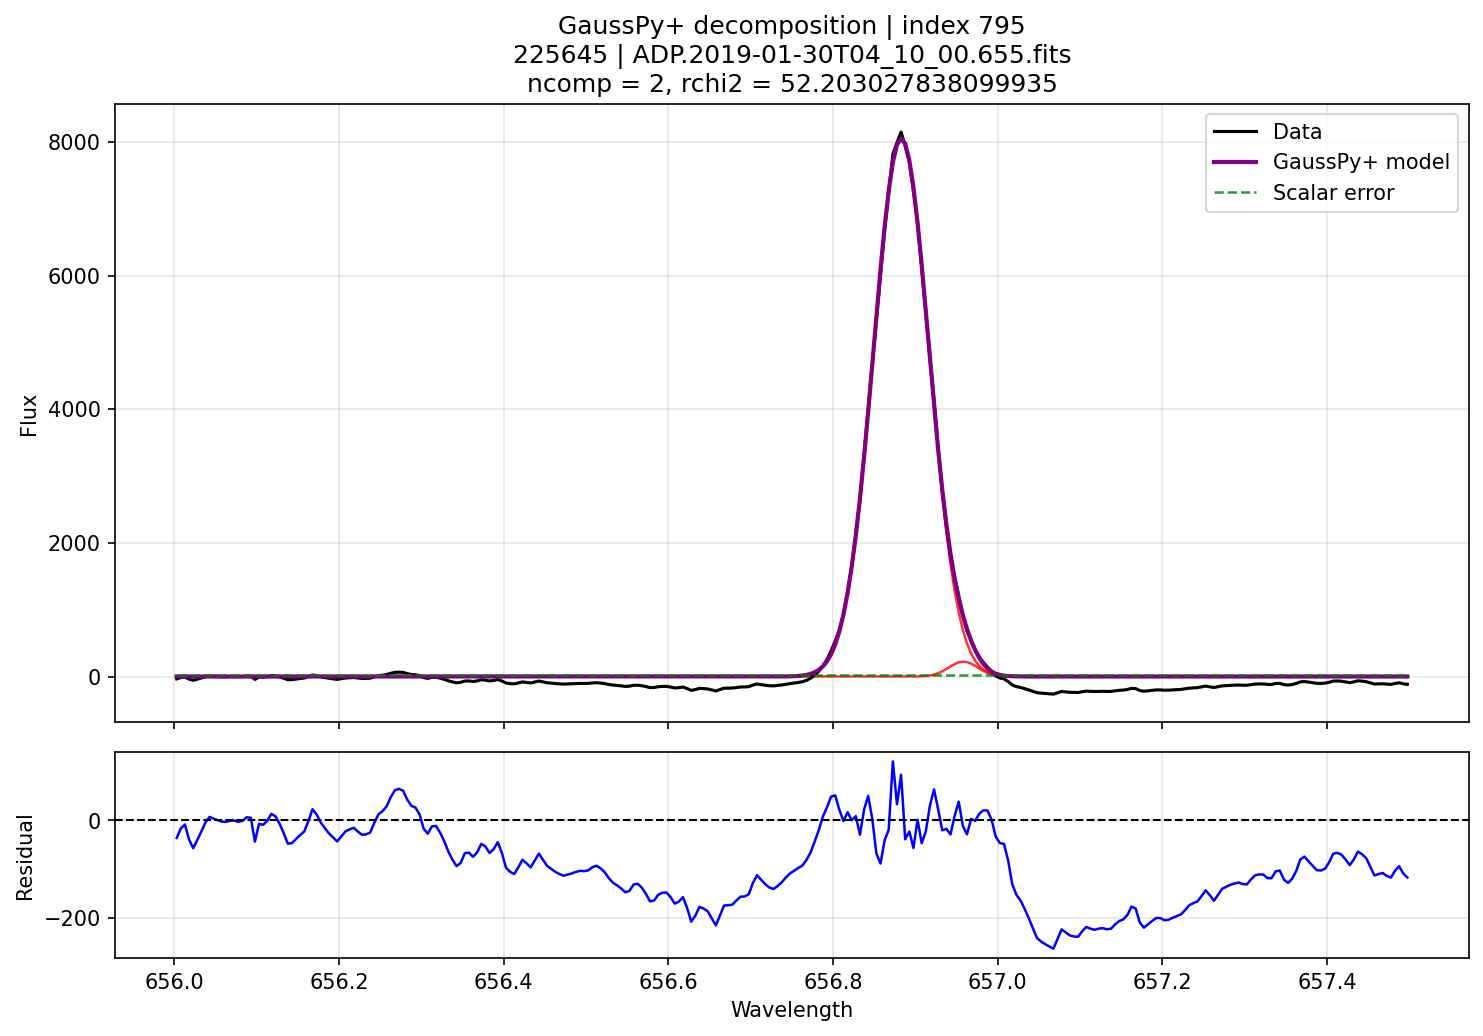 GaussPy+ decomposition | index 795
225645 | ADP.2019-01-30T04_10_00.655.fits
ncomp = 2, rchi2 = 52.203027838099935
Data
GaussPy+ model
Scalar error
8000
6000
4000
2000
0
Flux
0
−200
Residual
656.0 656.2 656.4 656.6 656.8 657.0 657.2 657.4
Wavelength